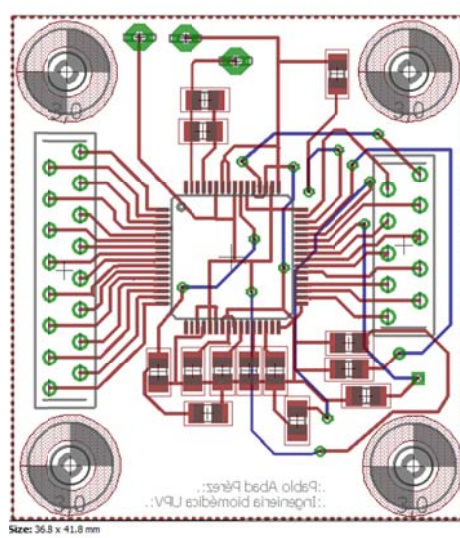 3,0
3,0
3,0
3,0
.:Pablo Abad Pérez:.
.:Ingeniería biomédica UPV:.
Size: 36.8 x 41.8 mm